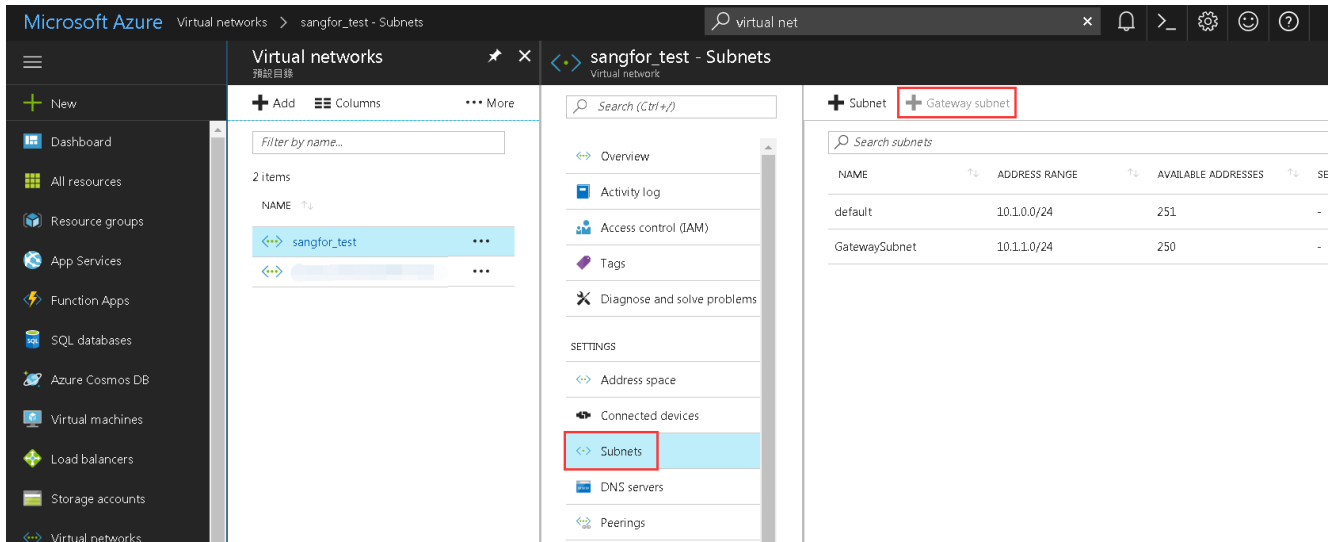 Microsoft Azure Virtual networks > sangfor_test - Subnets
virtual net
New
Dashboard
All resources
Resource groups
App Services
Function Apps
SQL databases
Azure Cosmos DB
Virtual machines
Load balancers
Storage accounts
Virtual networks
Virtual networks
預設目錄
Add Columns ••• More
Filter by name...
2 items
NAME
sangfor_test
sangfor_test - Subnets
Virtual network
Search (Ctrl+/)
Overview
Activity log
Access control (IAM)
Tags
Diagnose and solve problems
SETTINGS
Address space
Connected devices
Subnets
DNS servers
Peerings
Subnet Gateway subnet
Search subnets
NAME ADDRESS RANGE AVAILABLE ADDRESSES SE
default 10.1.0.0/24 251 -
GatewaySubnet 10.1.1.0/24 250 -